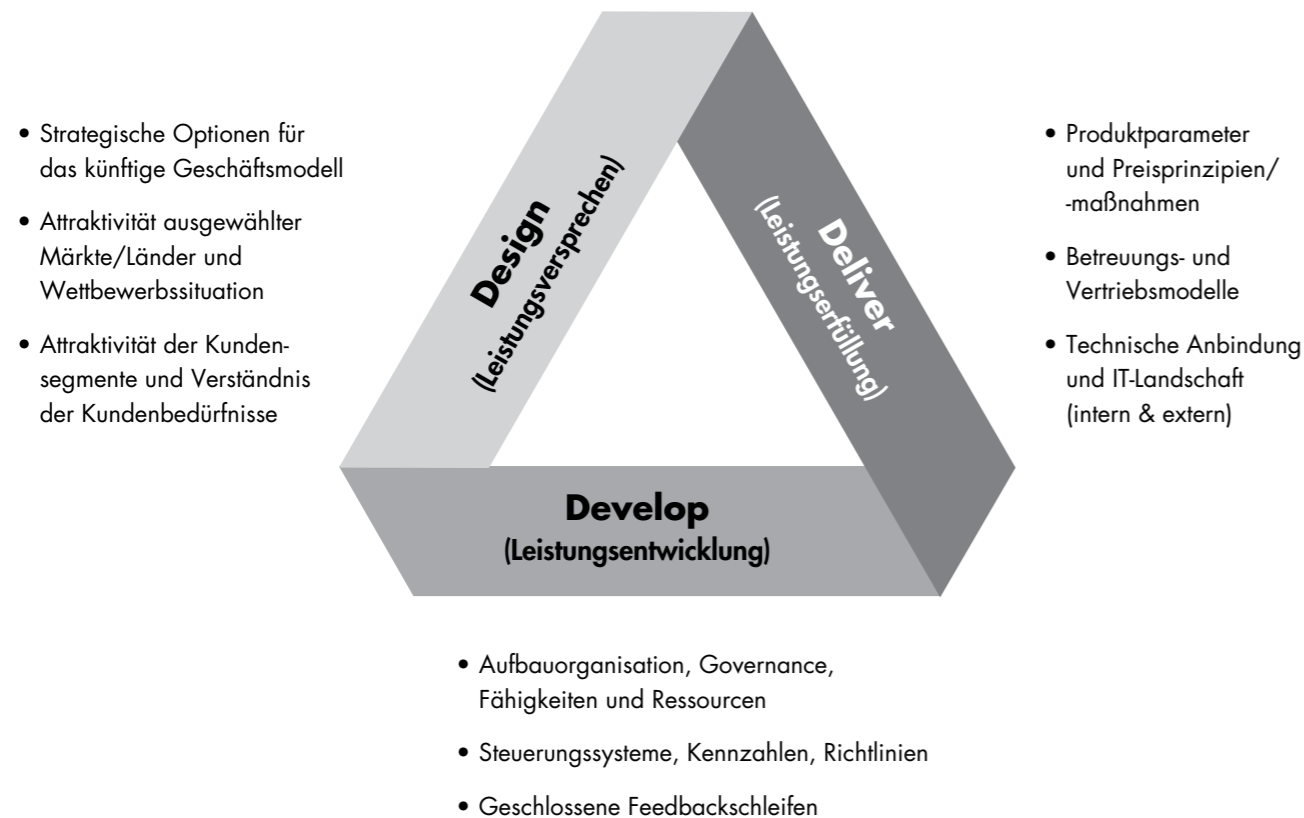 • Strategische Optionen für
das künftige Geschäftsmodell
• Attraktivität ausgewählter
Märkte/Länder und
Wettbewerbssituation
• Attraktivität der Kunden-
segmente und Verständnis
der Kundenbedürfnisse
Design
(Leistungsversprechen)
Deliver
(Leistungserfüllung)
• Produktparameter
und Preisprinzipien/
-maßnahmen
• Betreuungs- und
Vertriebsmodelle
• Technische Anbindung
und IT-Landschaft
(intern & extern)
Develop
(Leistungsentwicklung)
• Aufbauorganisation, Governance,
Fähigkeiten und Ressourcen
• Steuerungssysteme, Kennzahlen, Richtlinien
• Geschlossene Feedbackschleifen